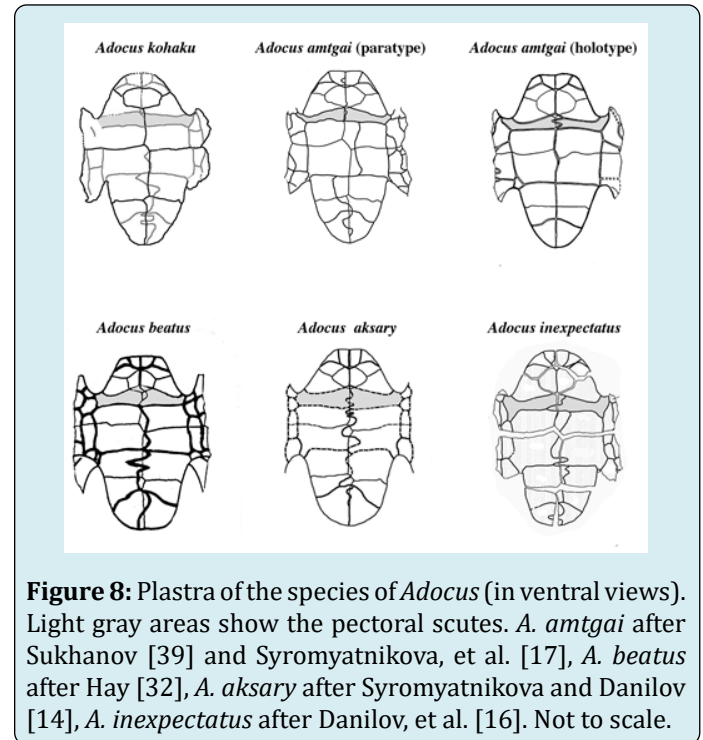 Adocus kohaku Adocus amtgai (paratype) Adocus amtgai (holotype)
Adocus beatus Adocus aksary Adocus inexpectatus
Figure 8: Plastra of the species of Adocus (in ventral views).
Light gray areas show the pectoral scutes. A. amtgai after
Sukhanov [39] and Syromyatnikova, et al. [17], A. beatus
after Hay [32], A. aksary after Syromyatnikova and Danilov
[14], A. inexpectatus after Danilov, et al. [16]. Not to scale.